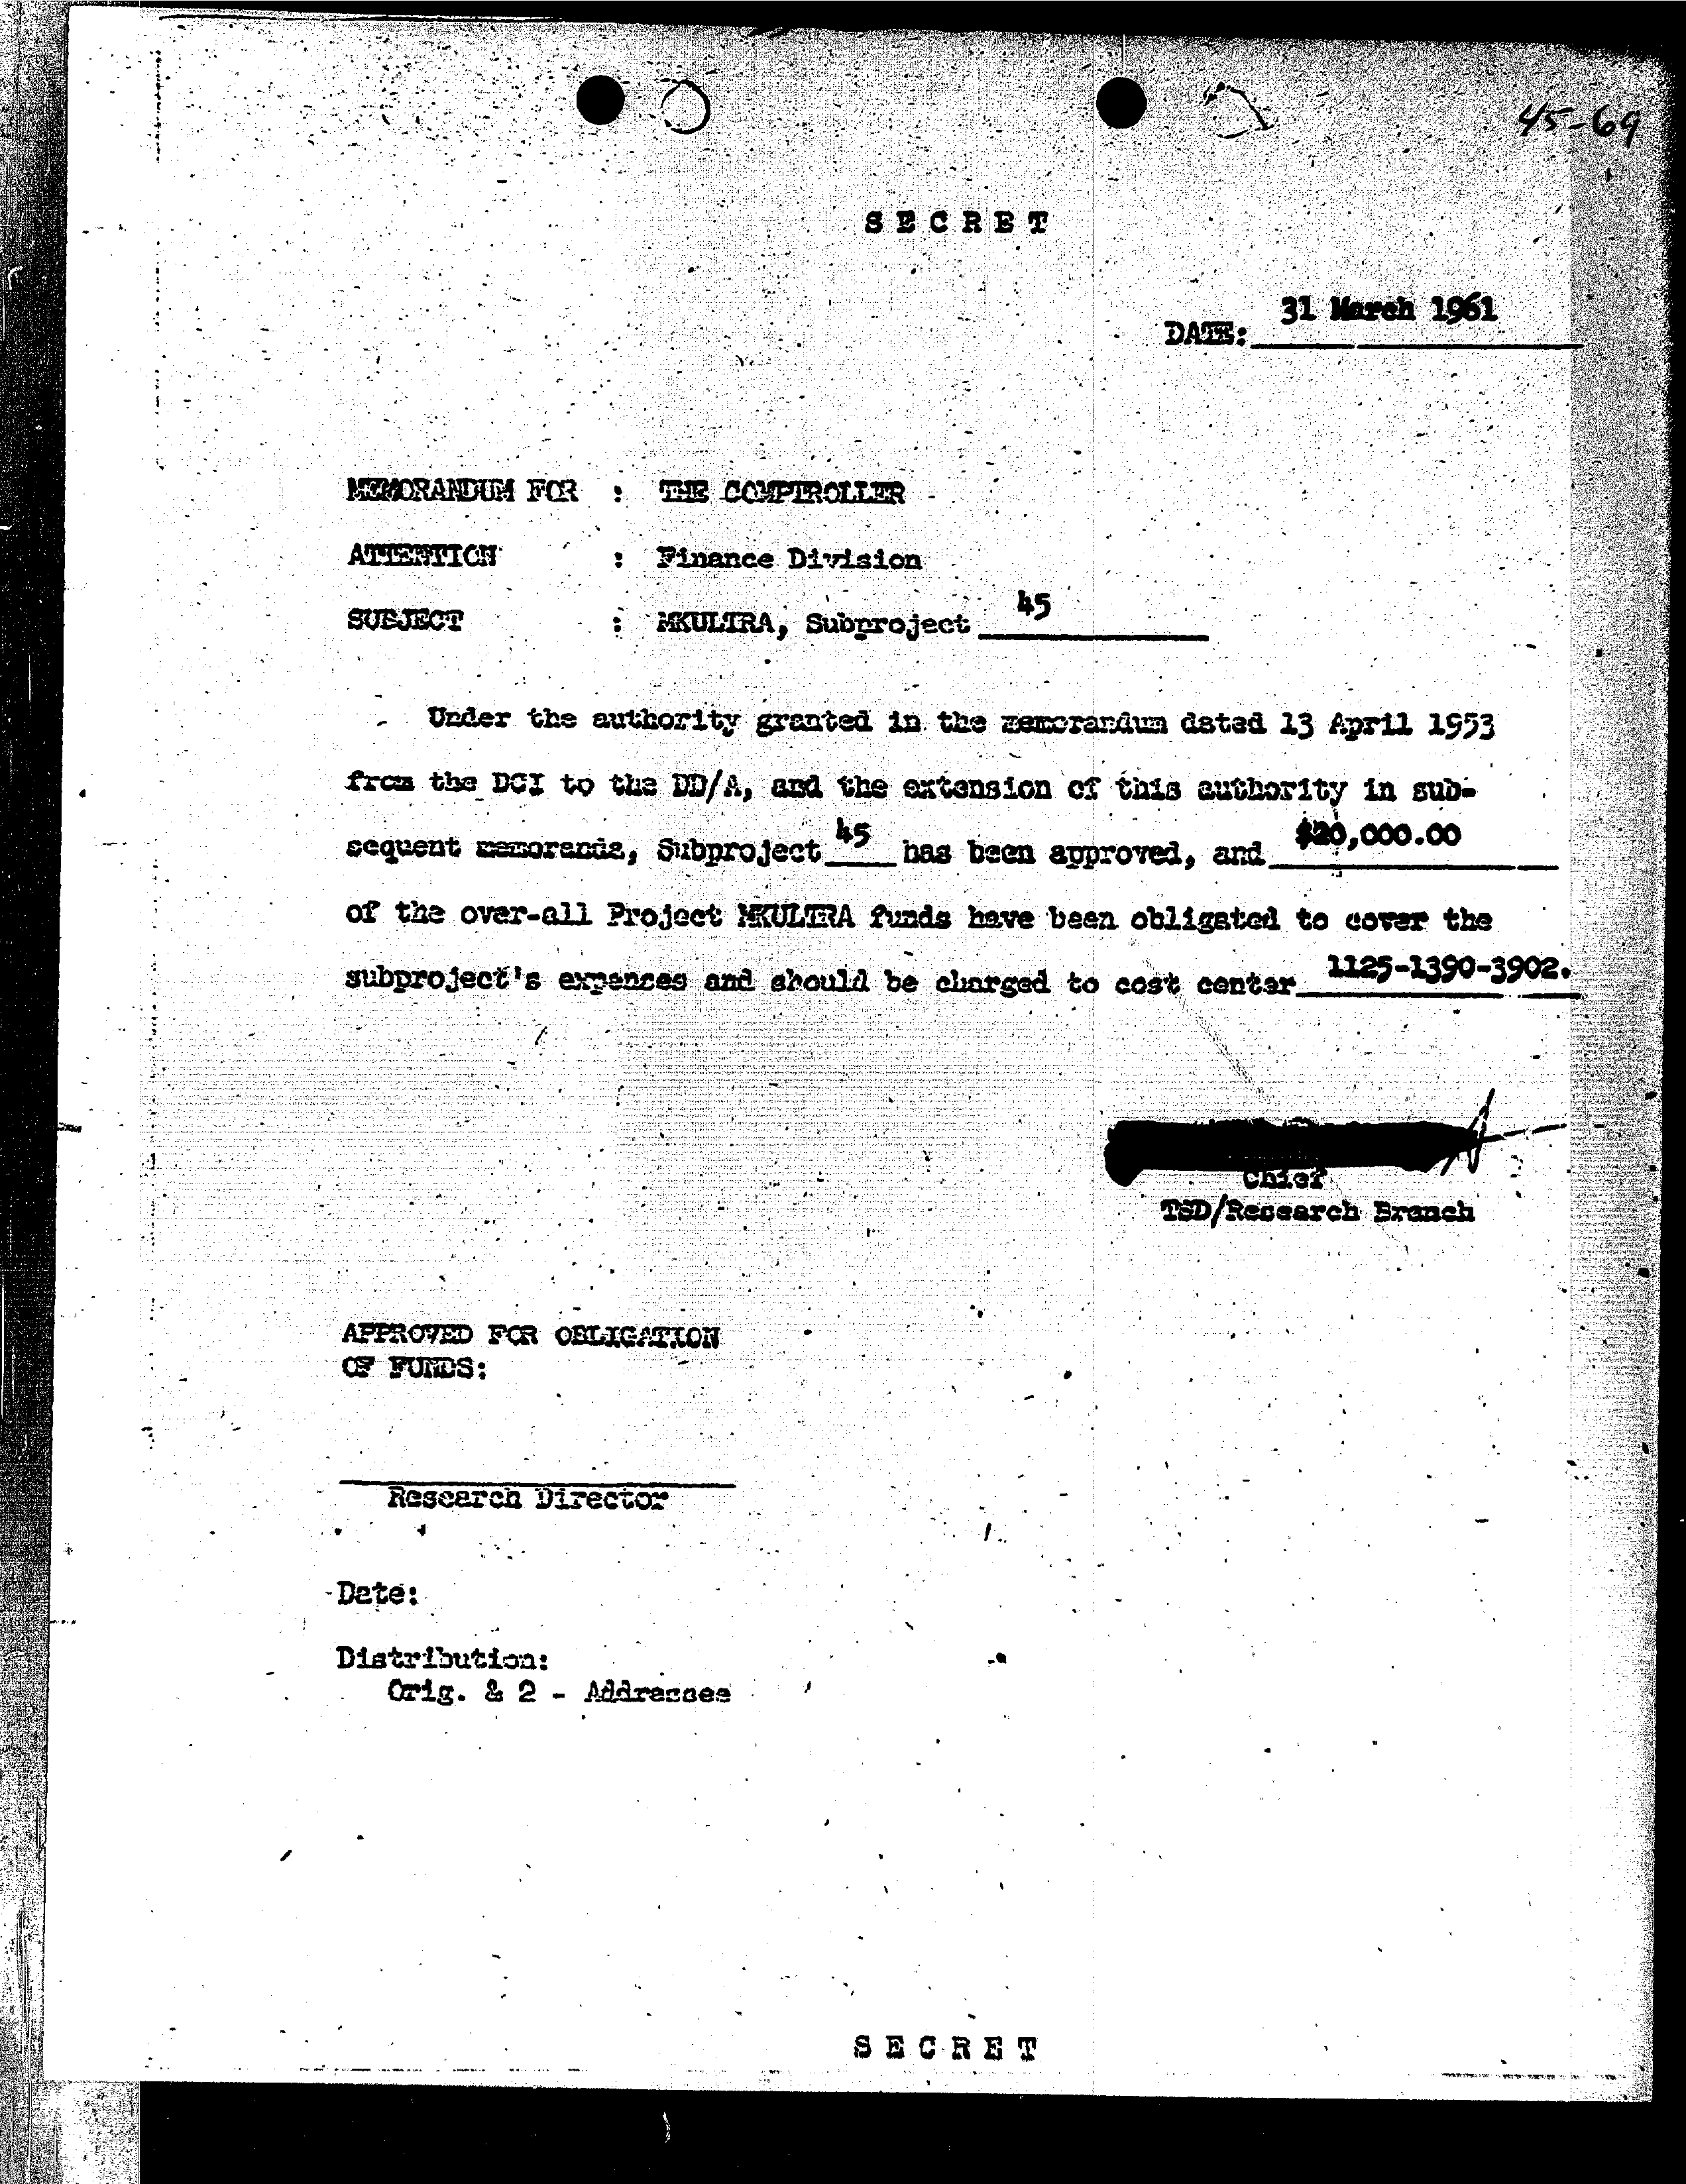 45-69
S E C R E T
31 March 1961
DATE:
MEMORANDUM FOR : THE COMPTROLLER
ATTENTION : Finance Division
SUBJECT : MKULTRA, Subproject 45
Under the authority granted in the memorandum dated 13 April 1953
from the DCI to the DD/A, and the extension of this authority in sub-
sequent memoranda, Subproject 45 has been approved, and $20,000.00
of the over-all Project MKULTRA funds have been obligated to cover the
subproject's expenses and should be charged to cost center 1125-1390-3902.
Chief
TSD/Research Branch
APPROVED FOR OBLIGATION
OF FUNDS:
Research Director
Date:
Distribution:
Orig. & 2 - Addressee
S E C R E T